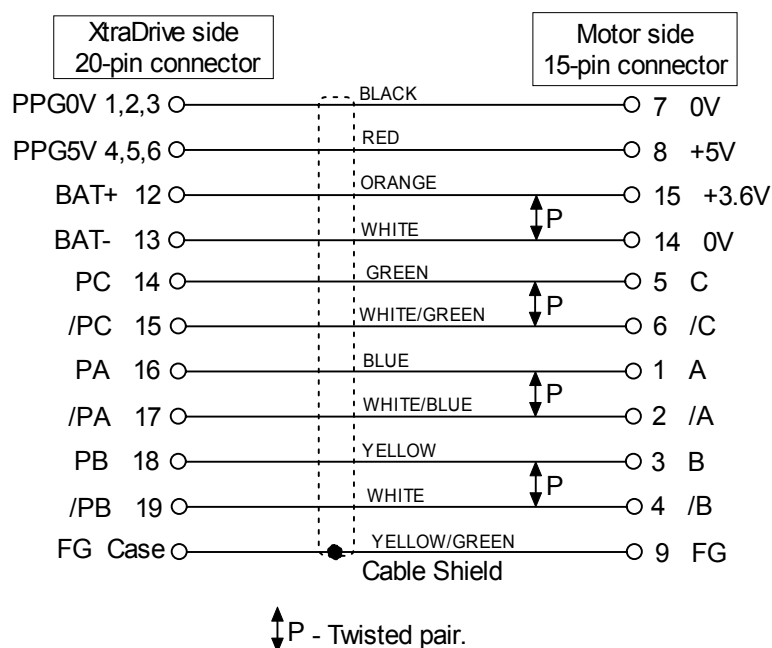 XtraDrive side
20-pin connector
Motor side
15-pin connector
PPG0V 1,2,3 BLACK 7 0V
PPG5V 4,5,6 RED 8 +5V
BAT+ 12 ORANGE 15 +3.6V
P
BAT- 13 WHITE 14 0V
PC 14 GREEN 5 C
P
/PC 15 WHITE/GREEN 6 /C
PA 16 BLUE 1 A
P
/PA 17 WHITE/BLUE 2 /A
PB 18 YELLOW 3 B
P
/PB 19 WHITE 4 /B
FG Case YELLOW/GREEN 9 FG
Cable Shield
P - Twisted pair.